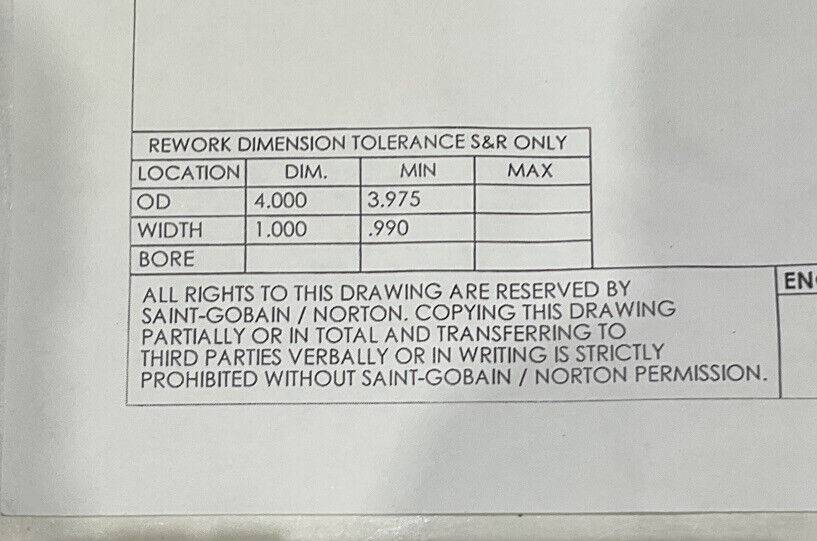 REWORK DIMENSION TOLERANCE S&R ONLY
LOCATION DIM. MIN MAX
OD 4.000 3.975
WIDTH 1.000 .990
BORE
ALL RIGHTS TO THIS DRAWING ARE RESERVED BY
SAINT-GOBAIN / NORTON. COPYING THIS DRAWING
PARTIALLY OR IN TOTAL AND TRANSFERRING TO
THIRD PARTIES VERBALLY OR IN WRITING IS STRICTLY
PROHIBITED WITHOUT SAINT-GOBAIN / NORTON PERMISSION.